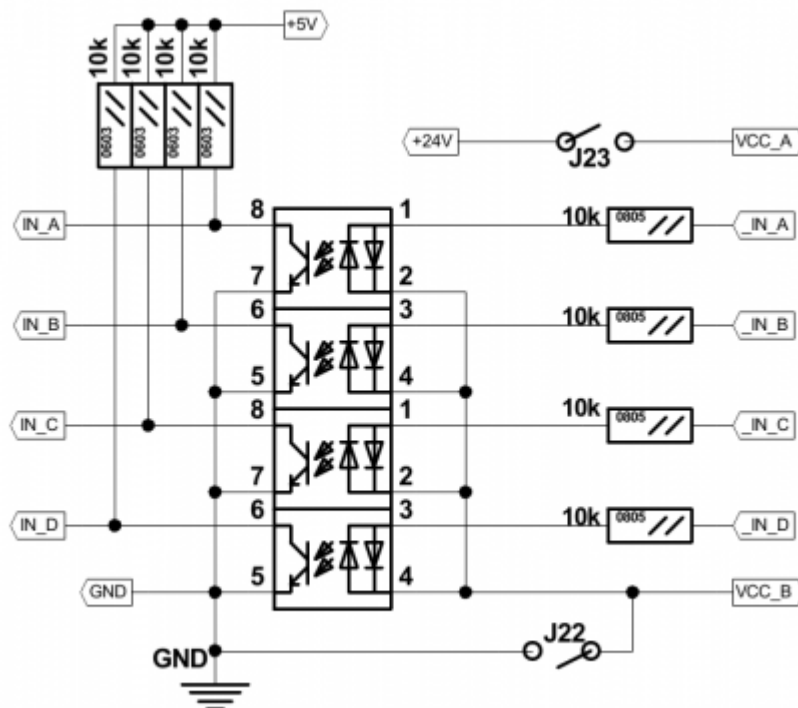 +5V
10k 10k 10k 10k
0603 0603 0603 0603
+24V J23 VCC_A
IN_A 8 1 10k 0805 _IN_A
7 2
IN_B 6 3 10k 0805 _IN_B
5 4
IN_C 8 1 10k 0805 _IN_C
7 2
IN_D 6 3 10k 0805 _IN_D
GND 5 4 VCC_B
J22
GND